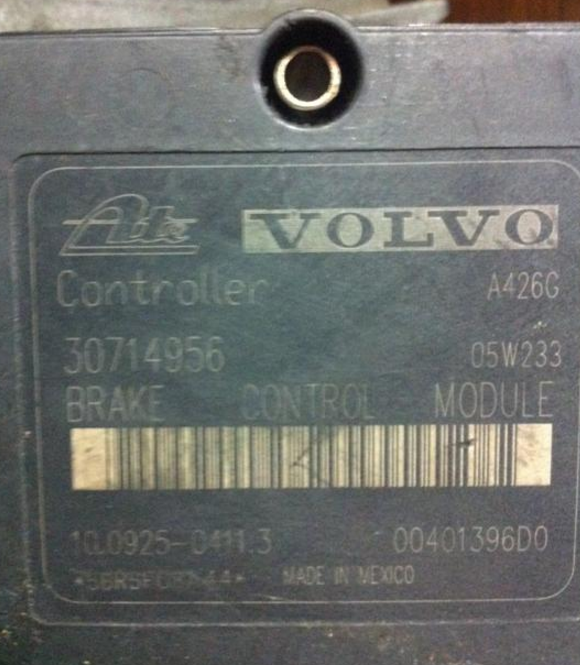 Ate VOLVO
Controller A426G
30714956 05W233
BRAKE CONTROL MODULE
10.0925-0411.3 00401396D0
MADE IN MEXICO